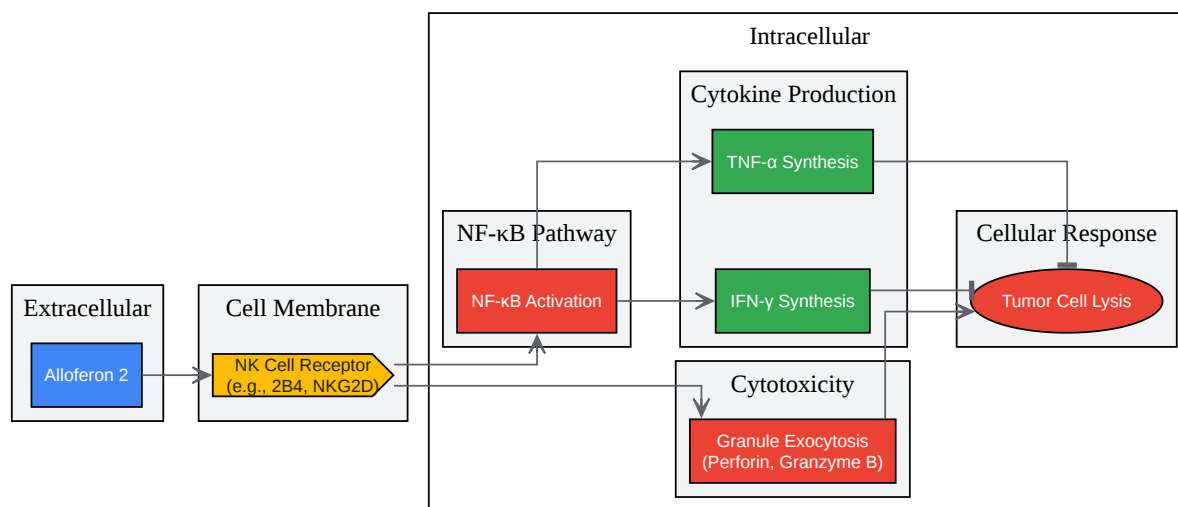 Intracellular
Cytokine Production
TNF-α Synthesis
NF-κB Pathway
Cellular Response
NF-κB Activation
IFN-γ Synthesis
Tumor Cell Lysis
Extracellular
Cell Membrane
Alloferon 2
NK Cell Receptor
(e.g., 2B4, NKG2D)
Cytotoxicity
Granule Exocytosis
(Perforin, Granzyme B)